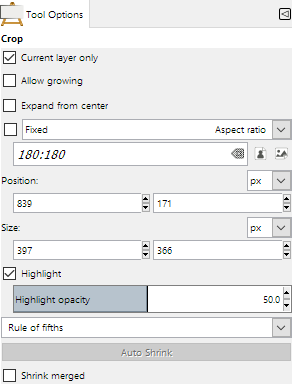 Tool Options
Crop
Current layer only
Allow growing
Expand from center
Fixed Aspect ratio
180:180
Position: px
839 171
Size: px
397 366
Highlight
Highlight opacity 50.0
Rule of fifths
Auto Shrink
Shrink merged